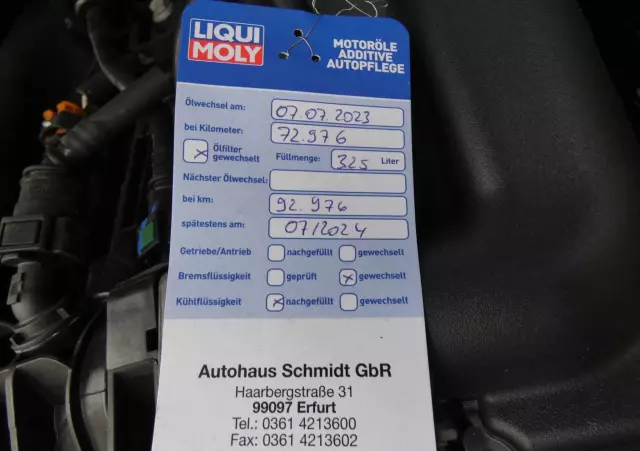 LIQUI
MOLY
MOTORÖLE
ADDITIVE
AUTOPFLEGE
Ölwechsel am: 07.07.2023
bei Kilometer: 72.976
Ölfilter
gewechselt
Füllmenge: 3.25 Liter
Nächster Ölwechsel:
bei km: 92.976
spätestens am: 07/2024
Getriebe/Antrieb nachgefüllt gewechselt
Bremsflüssigkeit geprüft gewechselt
Kühlflüssigkeit nachgefüllt gewechselt
Autohaus Schmidt GbR
Haarbergstraße 31
99097 Erfurt
Tel.: 0361 4213600
Fax: 0361 4213602